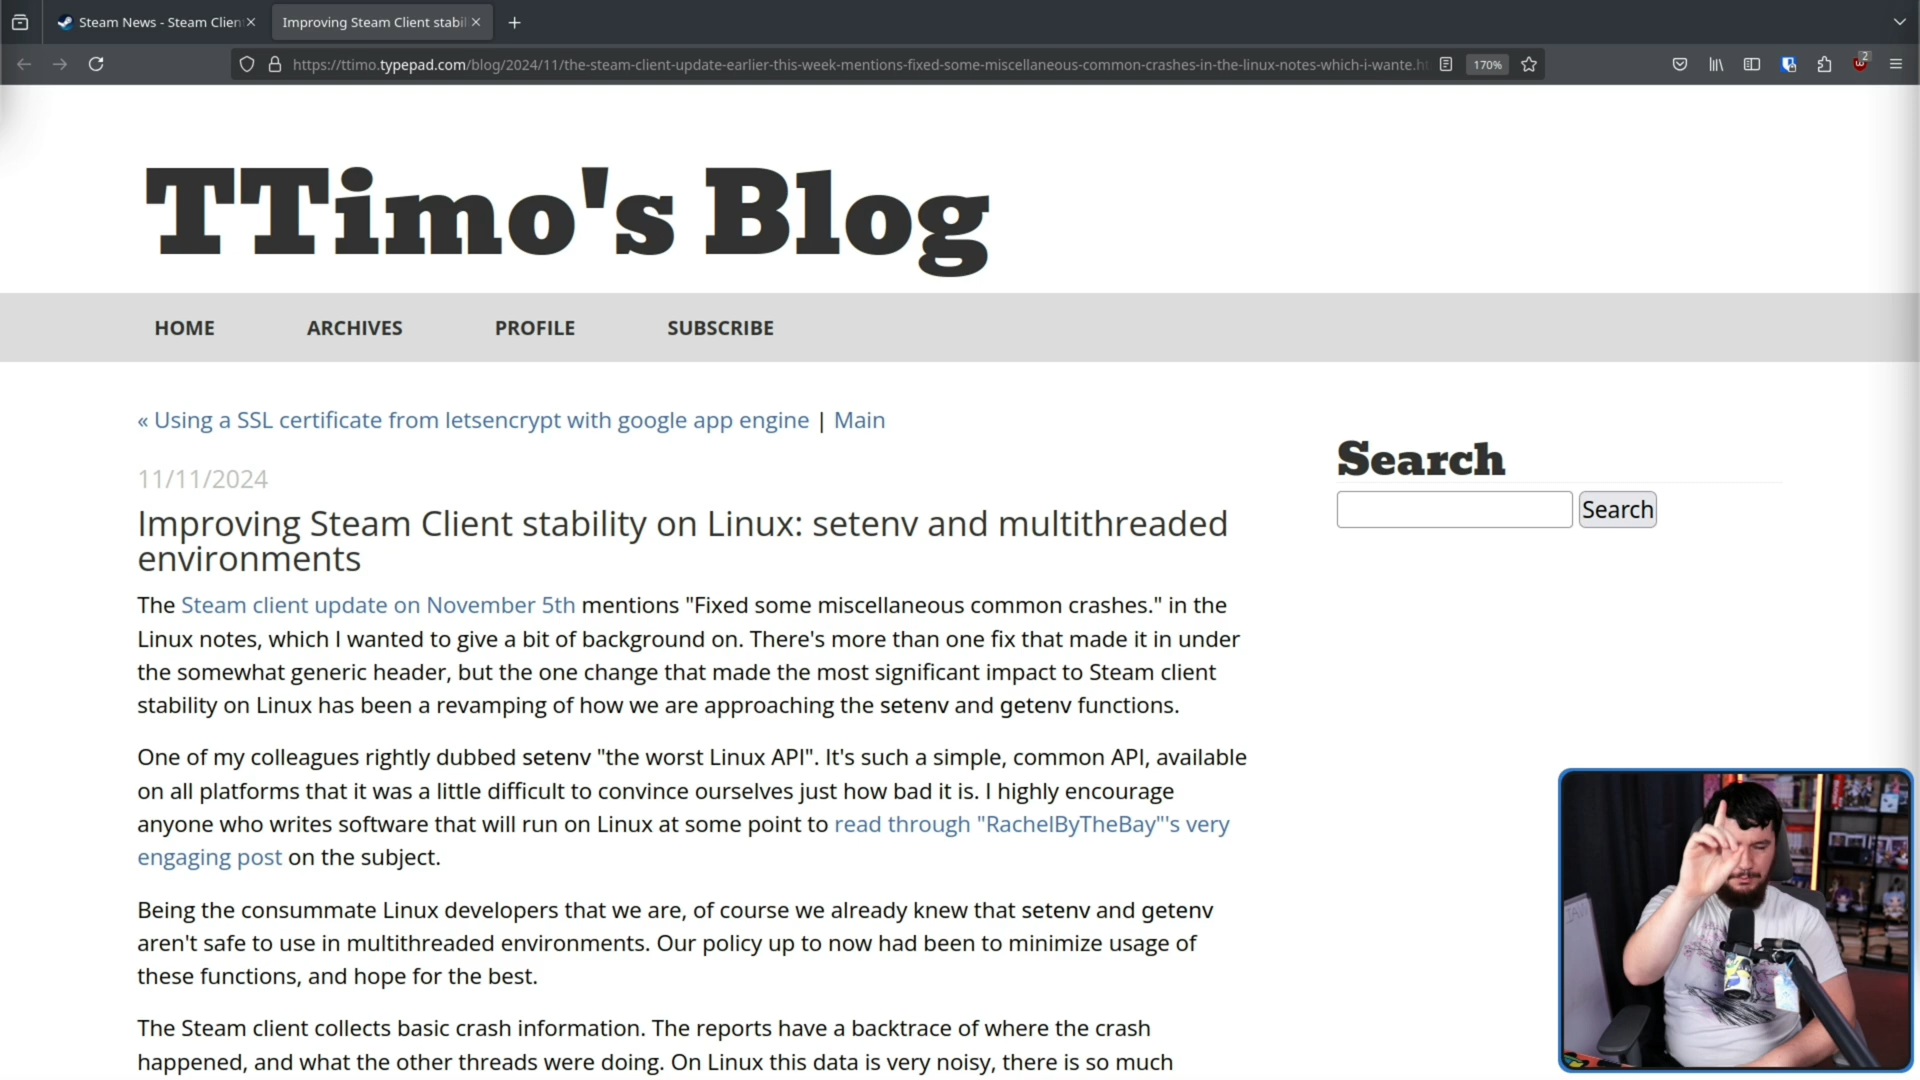 Steam News - Steam Clien
Improving Steam Client stabil
https://ttimo.typepad.com/blog/2024/11/the-steam-client-update-earlier-this-week-mentions-fixed-some-miscellaneous-common-crashes-in-the-linux-notes-which-i-wante.h
170%
2
TTimo's Blog
HOME
ARCHIVES
PROFILE
SUBSCRIBE
« Using a SSL certificate from letsencrypt with google app engine | Main
11/11/2024
Improving Steam Client stability on Linux: setenv and multithreaded
environments
The Steam client update on November 5th mentions "Fixed some miscellaneous common crashes." in the
Linux notes, which I wanted to give a bit of background on. There's more than one fix that made it in under
the somewhat generic header, but the one change that made the most significant impact to Steam client
stability on Linux has been a revamping of how we are approaching the setenv and getenv functions.
One of my colleagues rightly dubbed setenv "the worst Linux API". It's such a simple, common API, available
on all platforms that it was a little difficult to convince ourselves just how bad it is. I highly encourage
anyone who writes software that will run on Linux at some point to read through "RachelByTheBay"'s very
engaging post on the subject.
Being the consummate Linux developers that we are, of course we already knew that setenv and getenv
aren't safe to use in multithreaded environments. Our policy up to now had been to minimize usage of
these functions, and hope for the best.
The Steam client collects basic crash information. The reports have a backtrace of where the crash
happened, and what the other threads were doing. On Linux this data is very noisy, there is so much
Search
Search